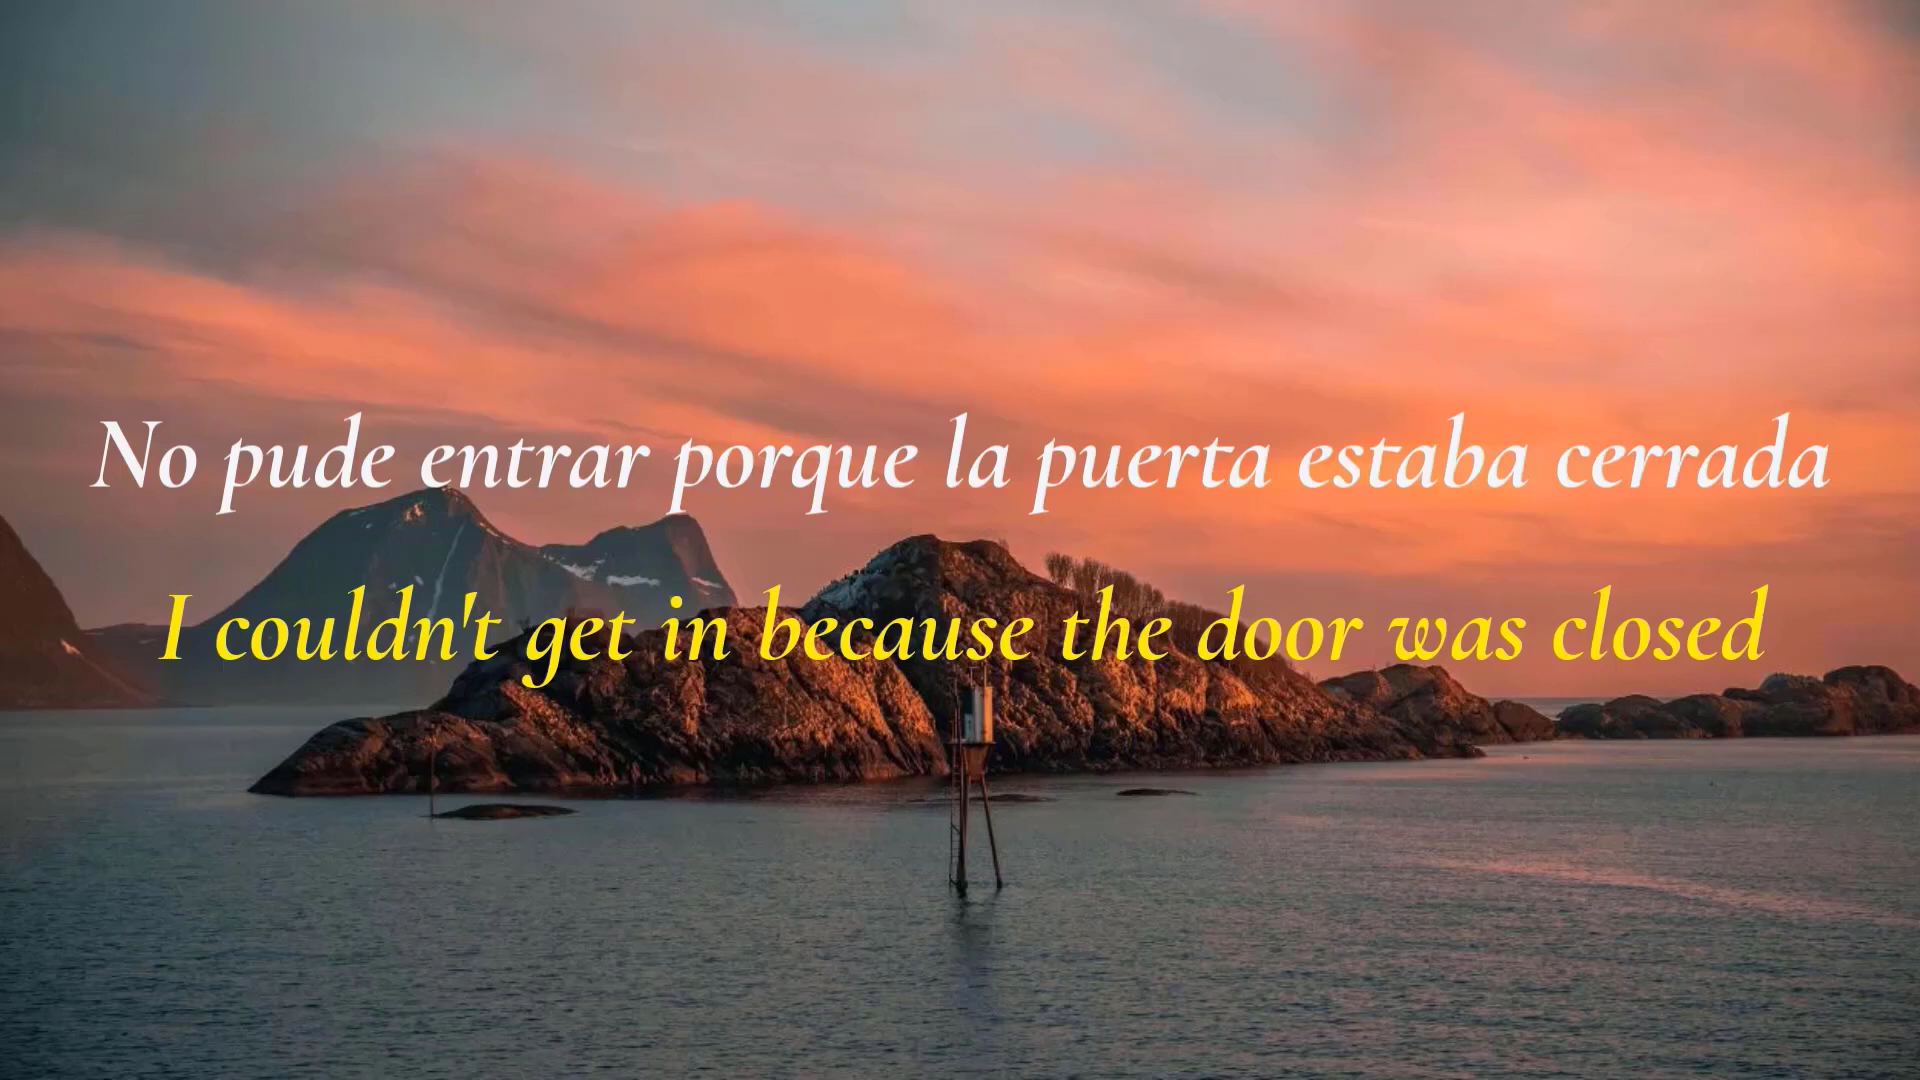 No pude entrar porque la puerta estaba cerrada
I couldn't get in because the door was closed